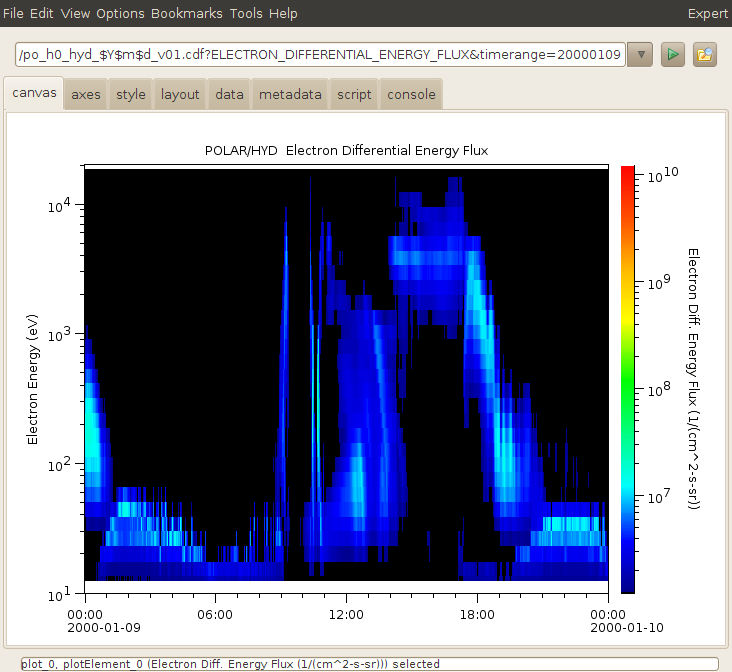 File Edit View Options Bookmarks Tools Help Expert
/po_h0_hyd_$Y$m$d_v01.cdf?ELECTRON_DIFFERENTIAL_ENERGY_FLUX&timerange=20000109
canvas axes style layout data metadata script console
POLAR/HYD Electron Differential Energy Flux
10^4
10^3
10^2
10^1
Electron Energy (eV)
00:00 06:00 12:00 18:00 00:00
2000-01-09 2000-01-10
10^10
10^9
10^8
10^7
Electron Diff. Energy Flux (1/(cm^2-s-sr))
plot_0, plotElement_0 (Electron Diff. Energy Flux (1/(cm^2-s-sr))) selected